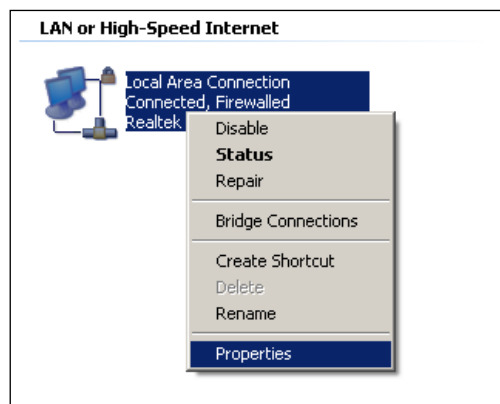 LAN or High-Speed Internet
Local Area Connection
Connected, Firewalled
Realtek
Disable
Status
Repair
Bridge Connections
Create Shortcut
Delete
Rename
Properties